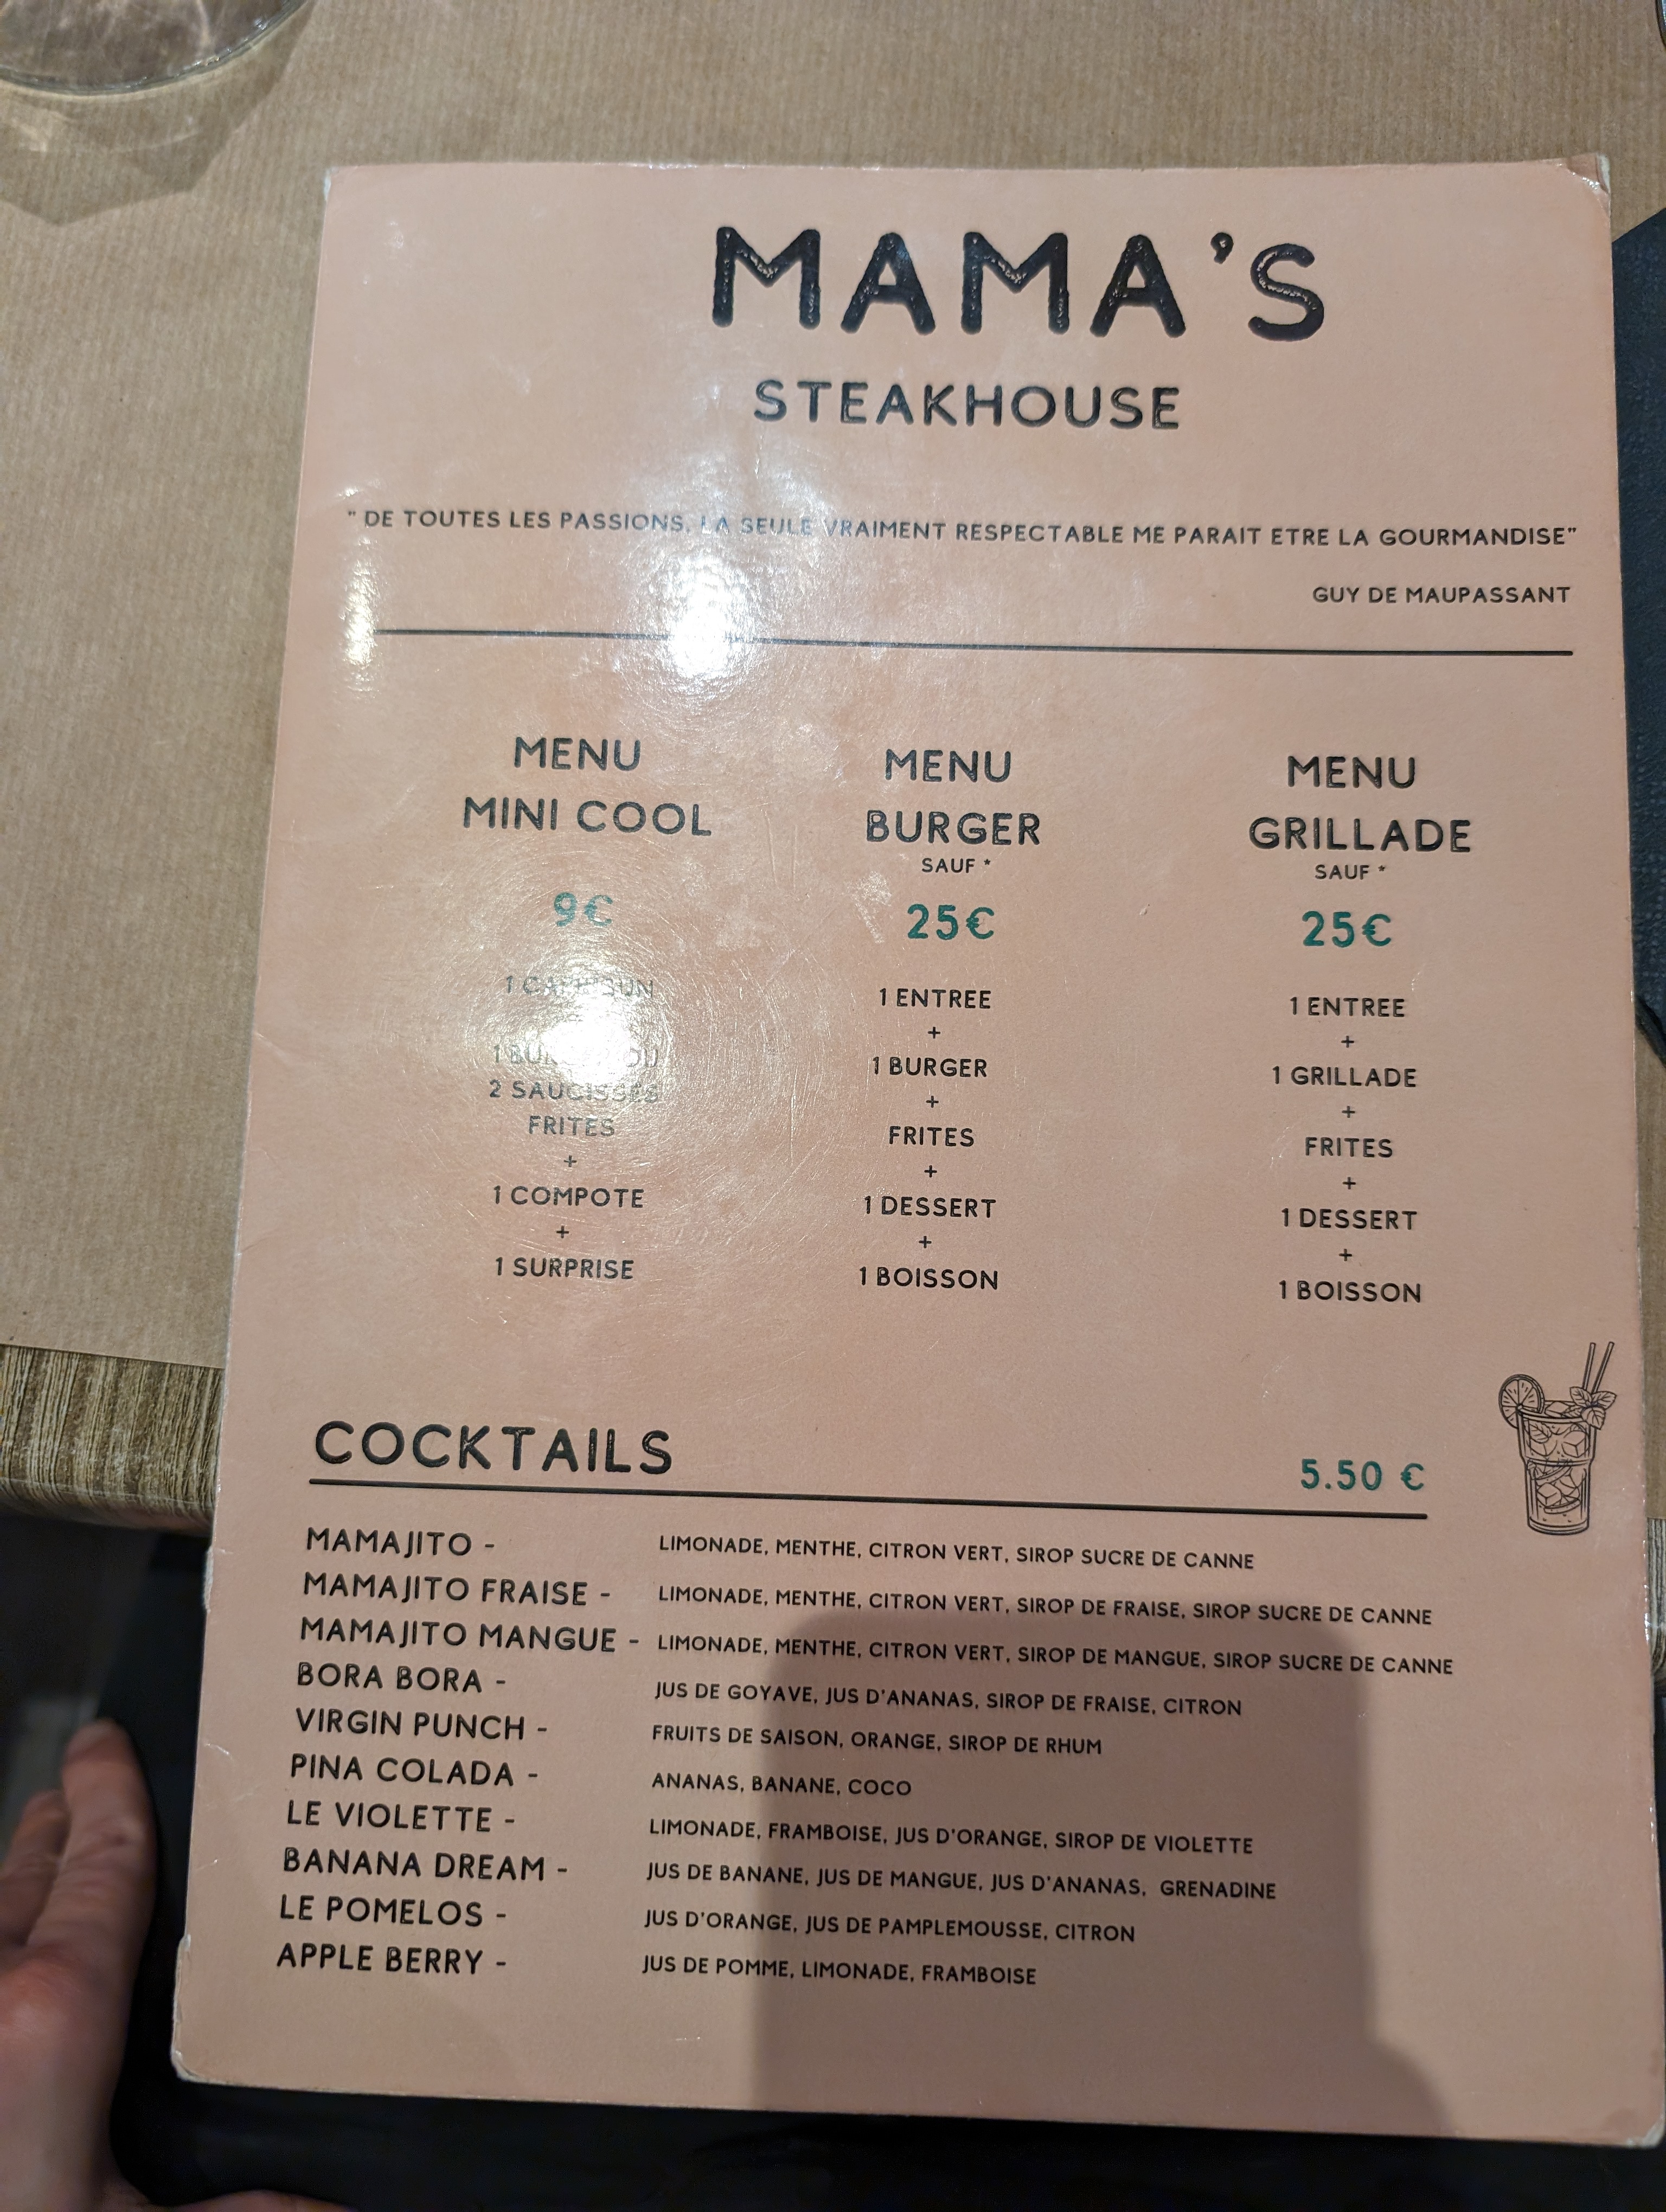 MAMA'S
STEAKHOUSE
" DE TOUTES LES PASSIONS, LA SEULE VRAIMENT RESPECTABLE ME PARAIT ETRE LA GOURMANDISE"
GUY DE MAUPASSANT
MENU
MINI COOL
9€
1
1
2 SAUCISSES
FRITES
+
1 COMPOTE
+
1 SURPRISE
MENU
BURGER
SAUF *
25€
1 ENTREE
+
1 BURGER
+
FRITES
+
1 DESSERT
+
1 BOISSON
MENU
GRILLADE
SAUF *
25€
1 ENTREE
+
1 GRILLADE
+
FRITES
+
1 DESSERT
+
1 BOISSON
COCKTAILS 5.50 €
MAMAJITO - LIMONADE, MENTHE, CITRON VERT, SIROP SUCRE DE CANNE
MAMAJITO FRAISE - LIMONADE, MENTHE, CITRON VERT, SIROP DE FRAISE, SIROP SUCRE DE CANNE
MAMAJITO MANGUE - LIMONADE, MENTHE, CITRON VERT, SIROP DE MANGUE, SIROP SUCRE DE CANNE
BORA BORA - JUS DE GOYAVE, JUS D'ANANAS, SIROP DE FRAISE, CITRON
VIRGIN PUNCH - FRUITS DE SAISON, ORANGE, SIROP DE RHUM
PINA COLADA - ANANAS, BANANE, COCO
LE VIOLETTE - LIMONADE, FRAMBOISE, JUS D'ORANGE, SIROP DE VIOLETTE
BANANA DREAM - JUS DE BANANE, JUS DE MANGUE, JUS D'ANANAS, GRENADINE
LE POMELOS - JUS D'ORANGE, JUS DE PAMPLEMOUSSE, CITRON
APPLE BERRY - JUS DE POMME, LIMONADE, FRAMBOISE